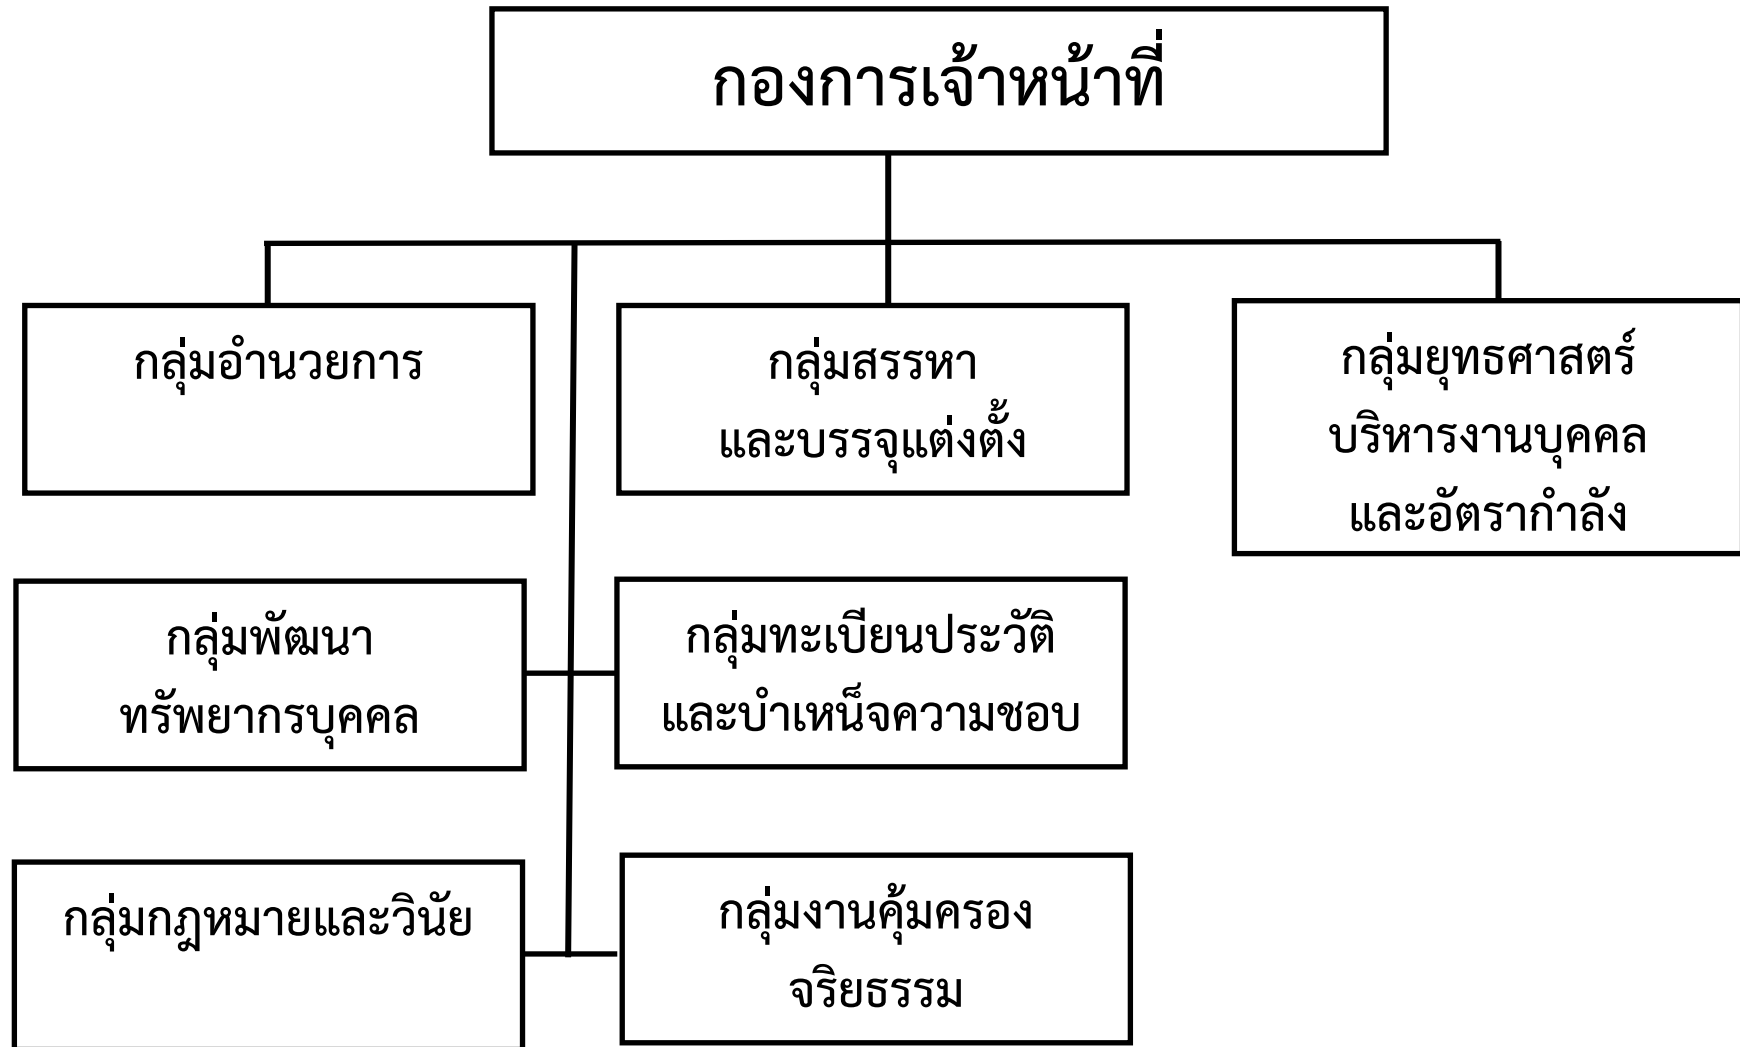 กองการเจ้าหน้าที่
กลุ่มอำนวยการ
กลุ่มสรรหา
และบรรจุแต่งตั้ง
กลุ่มยุทธศาสตร์
บริหารงานบุคคล
และอัตรากำลัง
กลุ่มพัฒนา
ทรัพยากรบุคคล
กลุ่มทะเบียนประวัติ
และบำเหน็จความชอบ
กลุ่มกฎหมายและวินัย
กลุ่มงานคุ้มครอง
จริยธรรม